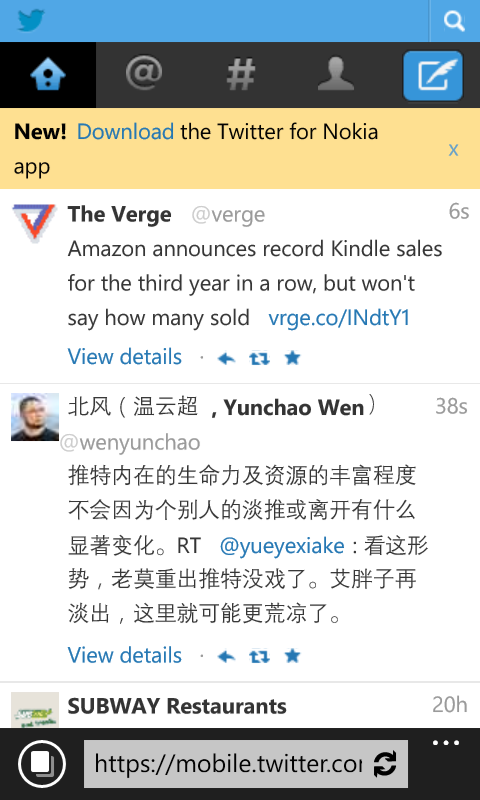 @
#
New! Download the Twitter for Nokia
app
x
The Verge @verge 6s
Amazon announces record Kindle sales
for the third year in a row, but won't
say how many sold vrge.co/INdtY1
View details
北风（温云超 , Yunchao Wen） 38s
@wenyunchao
推特内在的生命力及资源的丰富程度
不会因为个别人的淡推或离开有什么
显著变化。RT @yueyexiake：看这形
势，老莫重出推特没戏了。艾胖子再
淡出，这里就可能更荒凉了。
View details
SUBWAY Restaurants 20h
https://mobile.twitter.co